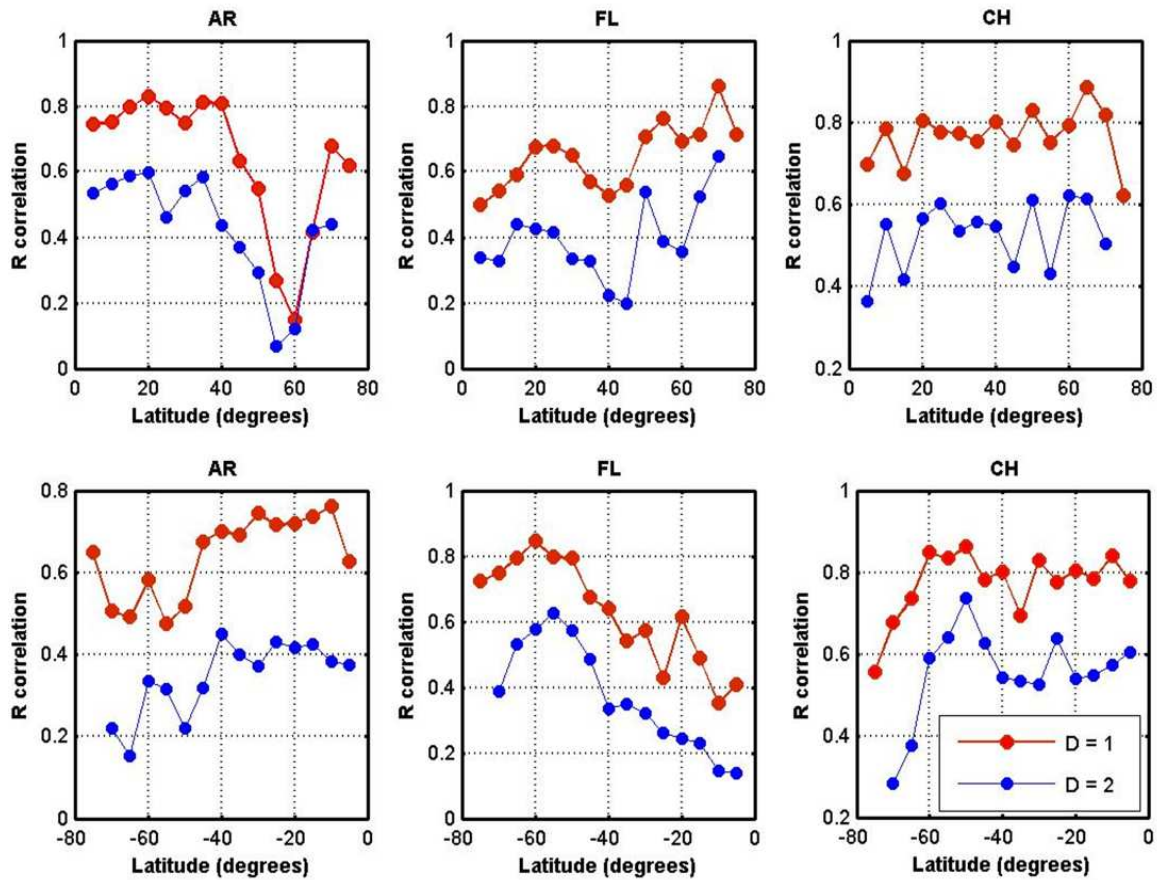 AR FL CH
1 1 1
0.8 0.8 0.8
0.6 0.6 0.6
0.4 0.4 0.4
0.2 0.2 0.2
0 0
R correlation R correlation R correlation
0 20 40 60 80 0 20 40 60 80 0 20 40 60 80
Latitude (degrees) Latitude (degrees) Latitude (degrees)
AR FL CH
0.8 1 1
0.6 0.8 0.8
0.4 0.6 0.6
0.2 0.4 0.4
0 0.2 0.2
0
R correlation R correlation R correlation
D = 1
D = 2
-80 -60 -40 -20 0 -80 -60 -40 -20 0 -80 -60 -40 -20 0
Latitude (degrees) Latitude (degrees) Latitude (degrees)